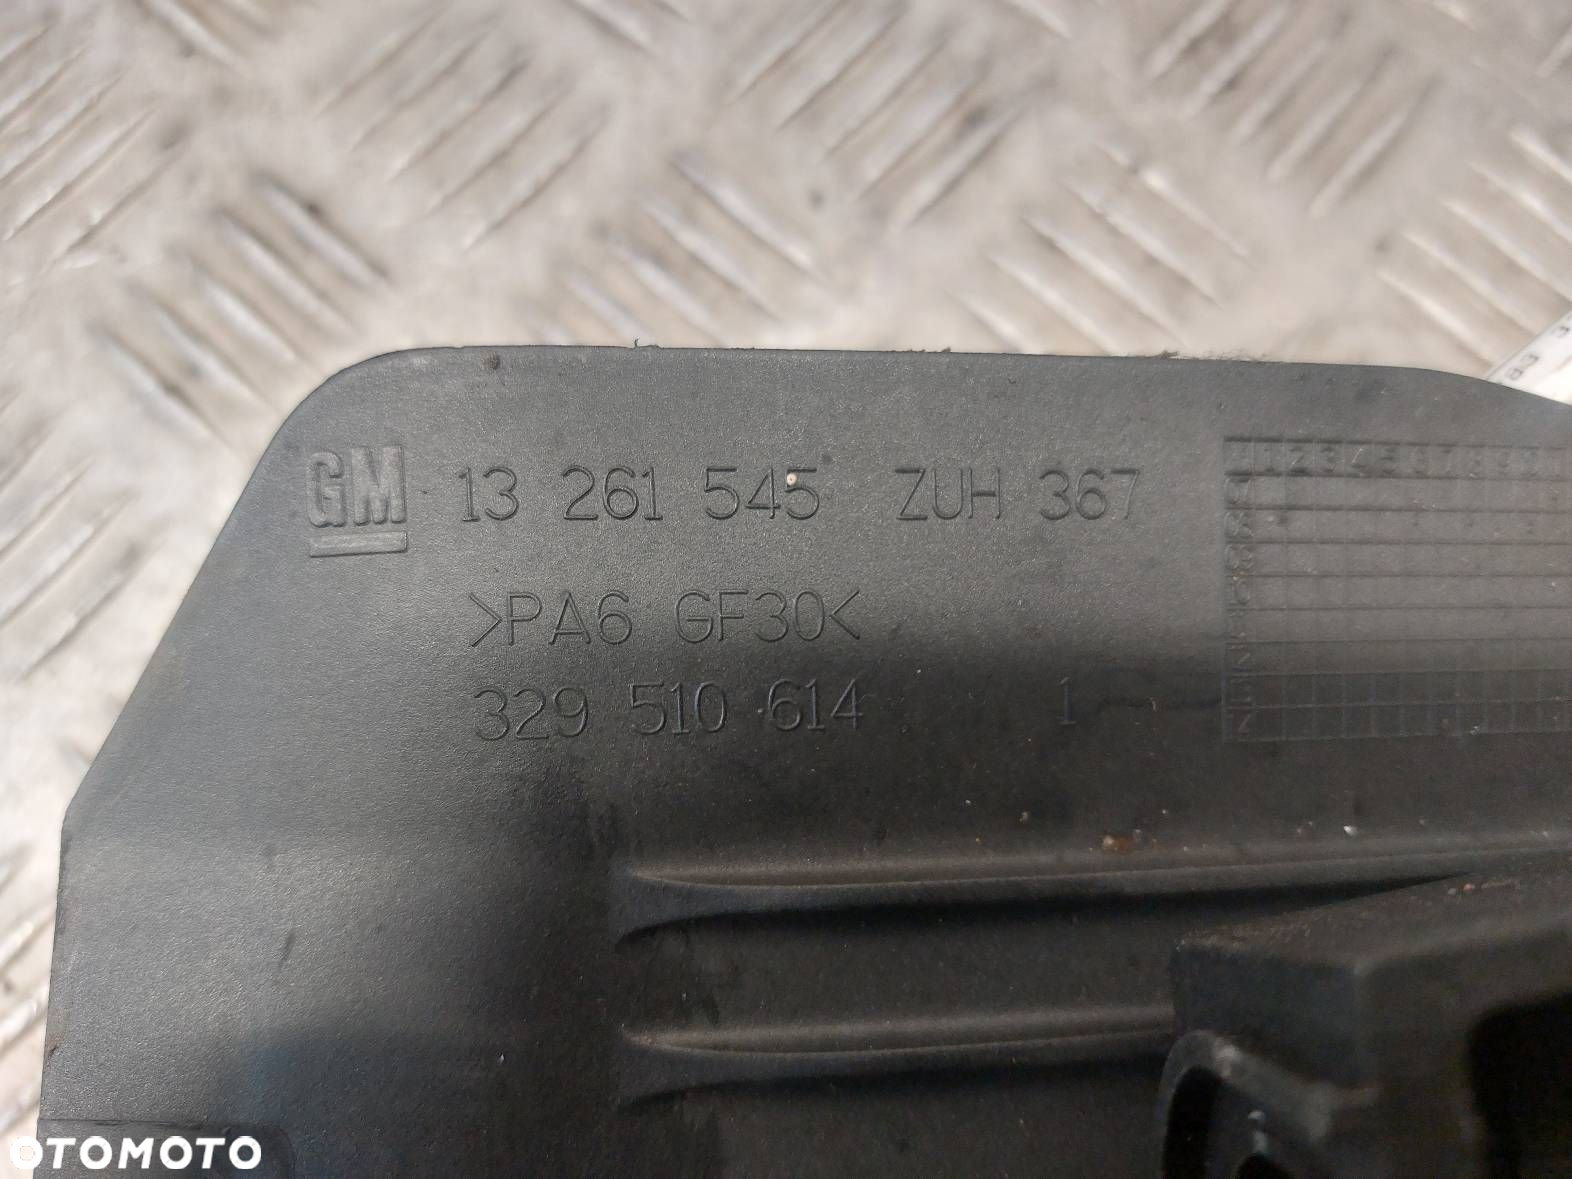 GM 13 261 545 ZUH 367
>PA6 GF30<
329 510 614 1
OTOMOTO